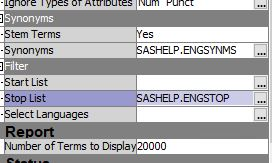 Ignore Types of Attributes Num Punct ...
Synonyms
Stem Terms Yes
Synonyms SASHELP.ENGSYNMS ...
Filter
Start List ...
Stop List SASHELP.ENGSTOP ...
Select Languages ...
Report
Number of Terms to Display 20000
Status